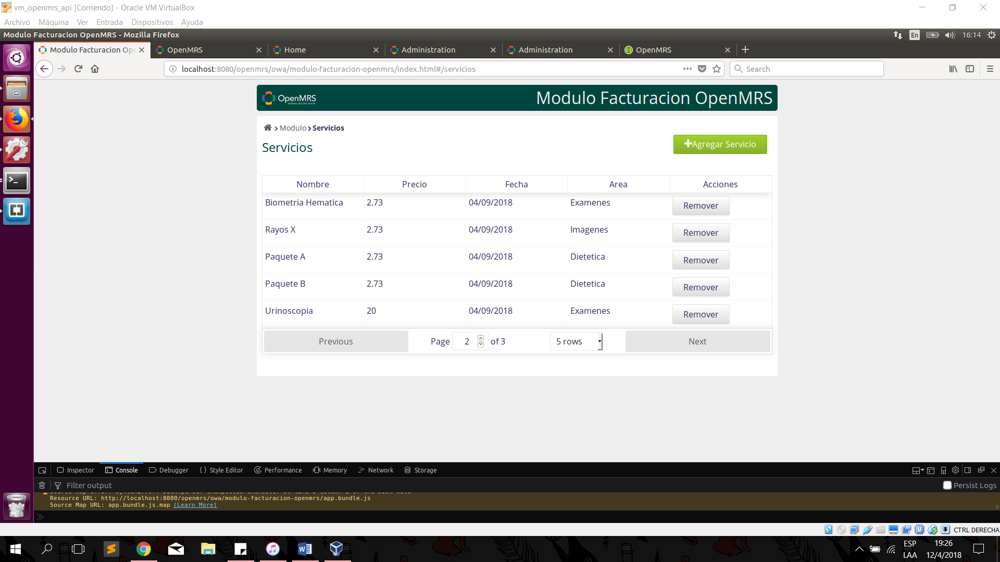 vm_openmrs_api [Corriendo] - Oracle VM VirtualBox
Archivo Máquina Ver Entrada Dispositivos Ayuda
Modulo Facturacion OpenMRS - Mozilla Firefox
En 16:14
Modulo Facturacion Ope OpenMRS Home Administration Administration OpenMRS
localhost:8080/openmrs/owa/modulo-facturacion-openmrs/index.html#/servicios Search
OpenMRS Modulo Facturacion OpenMRS
MEDICAL RECORD SYSTEM
Modulo Servicios
Servicios Agregar Servicio
Nombre Precio Fecha Area Acciones
Biometria Hematica 2.73 04/09/2018 Examenes Remover
Rayos X 2.73 04/09/2018 Imagenes Remover
Paquete A 2.73 04/09/2018 Dietetica Remover
Paquete B 2.73 04/09/2018 Dietetica Remover
Urinoscopia 20 04/09/2018 Examenes Remover
Previous Page 2 of 3 5 rows Next
Inspector Console Debugger Style Editor Performance Memory Network Storage
Filter output Persist Logs
Resource URL: http://localhost:8080/openmrs/owa/modulo-facturacion-openmrs/app.bundle.js
Source Map URL: app.bundle.js.map [Learn More]
CTRL DERECHA
ESP 19:26
LAA 12/4/2018